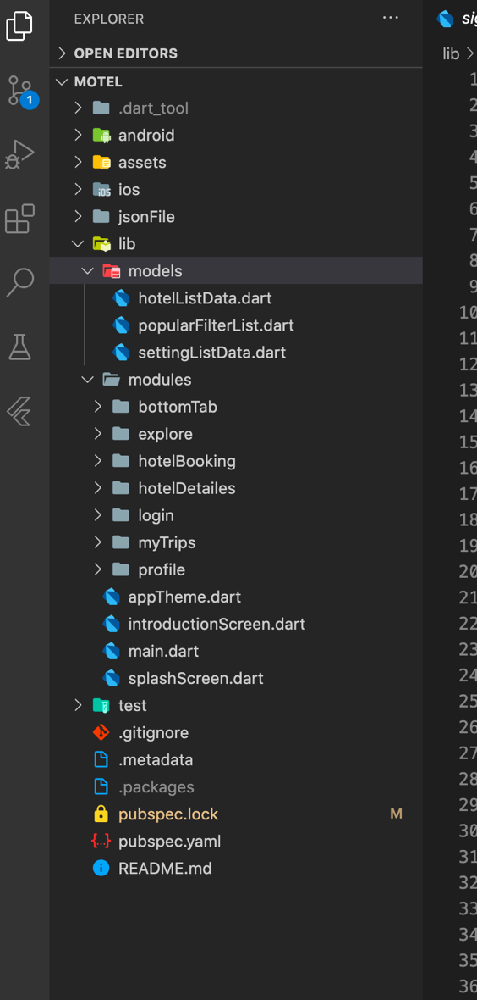 EXPLORER
OPEN EDITORS
1
MOTEL
.dart_tool
android
assets
iOS ios
jsonFile
lib
models
hotelListData.dart
popularFilterList.dart
settingListData.dart
modules
bottomTab
explore
hotelBooking
hotelDetailes
login
myTrips
profile
appTheme.dart
introductionScreen.dart
main.dart
splashScreen.dart
test
.gitignore
.metadata
.packages
pubspec.lock M
{..} pubspec.yaml
i README.md
lib >
1
2
3
4
5
6
7
8
9
10
11
12
13
14
15
16
17
18
19
20
21
22
23
24
25
26
27
28
29
30
31
32
33
34
35
36